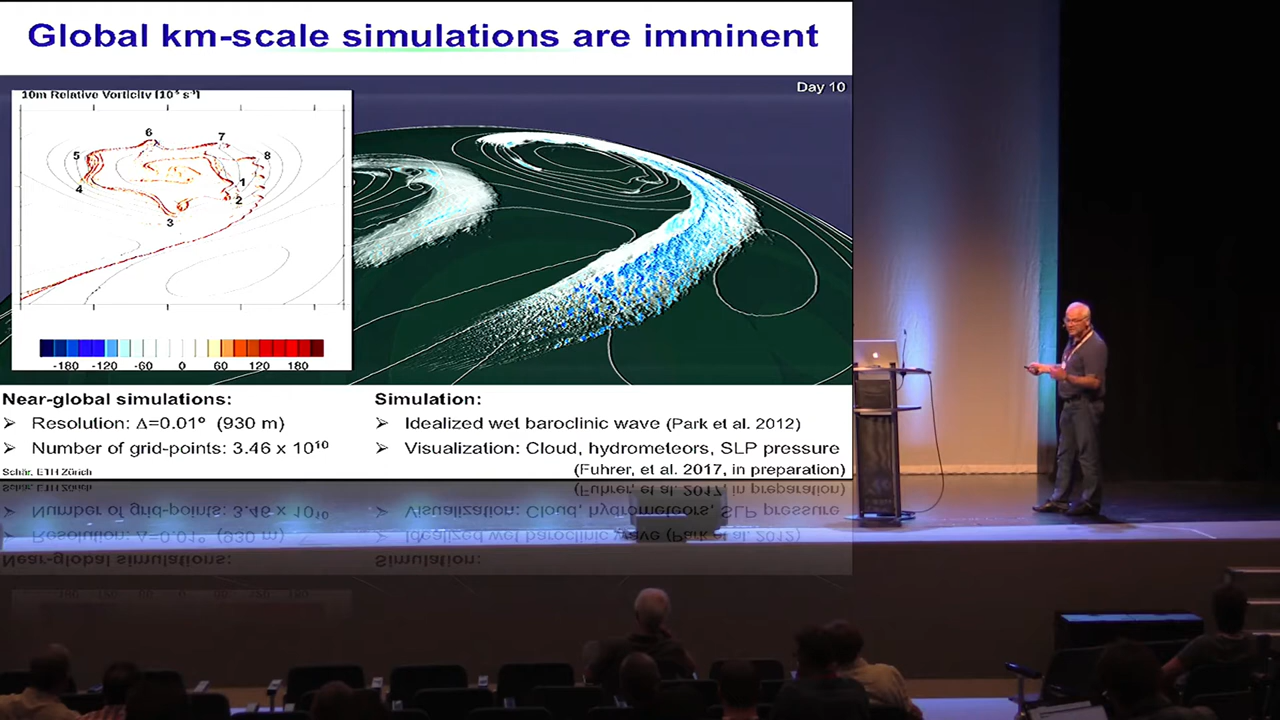 Global km-scale simulations are imminent
Day 10
10m Relative Vorticity [10⁻⁵ s⁻¹]
6
7
5
8
4
1
2
3
-180 -120 -60 0 60 120 180
Near-global simulations:
➢ Resolution: Δ=0.01° (930 m)
➢ Number of grid-points: 3.46 x 10¹⁰
Schär, ETH Zürich
Simulation:
➢ Idealized wet baroclinic wave (Park et al. 2012)
➢ Visualization: Cloud, hydrometeors, SLP pressure
(Fuhrer, et al. 2017, in preparation)